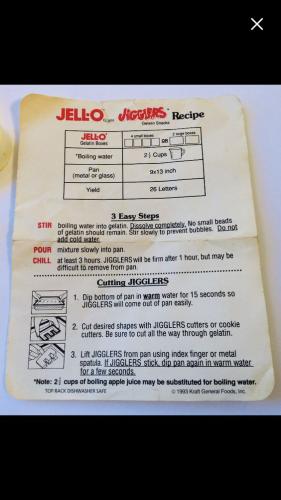 JELL-O JIGGLERS Recipe
Gelatin Snacks
JELL-O
Gelatin Boxes
4 small boxes
OR
2 large boxes
*Boiling water
2½ Cups
Pan
(metal or glass)
9x13 inch
Yield
26 Letters
3 Easy Steps
STIR boiling water into gelatin. Dissolve completely. No small beads
of gelatin should remain. Stir slowly to prevent bubbles. Do not
add cold water.
POUR mixture slowly into pan.
CHILL at least 3 hours. JIGGLERS will be firm after 1 hour, but may be
difficult to remove from pan.
Cutting JIGGLERS
1. Dip bottom of pan in warm water for 15 seconds so
JIGGLERS will come out of pan easily.
2. Cut desired shapes with JIGGLERS cutters or cookie
cutters. Be sure to cut all the way through gelatin.
3. Lift JIGGLERS from pan using index finger or metal
spatula. If JIGGLERS stick, dip pan again in warm water
for a few seconds.
*Note: 2½ cups of boiling apple juice may be substituted for boiling water.
TOP RACK DISHWASHER SAFE
© 1993 Kraft General Foods, Inc.